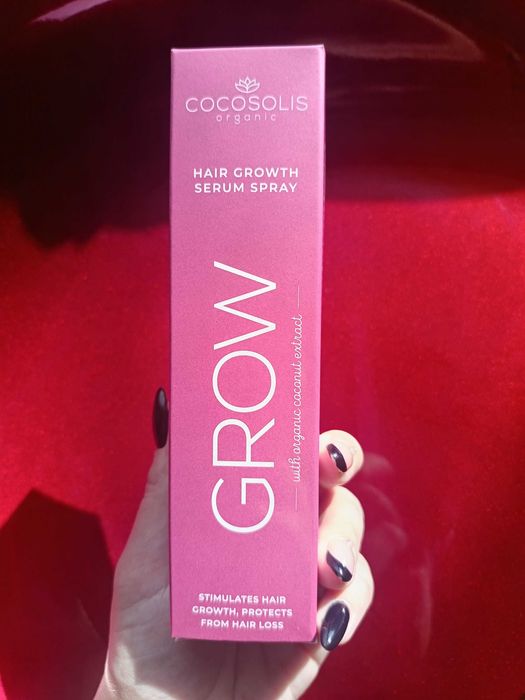 COCOSOLIS
organic
HAIR GROWTH
SERUM SPRAY
GROW
with organic coconut extract
STIMULATES HAIR
GROWTH, PROTECTS
FROM HAIR LOSS